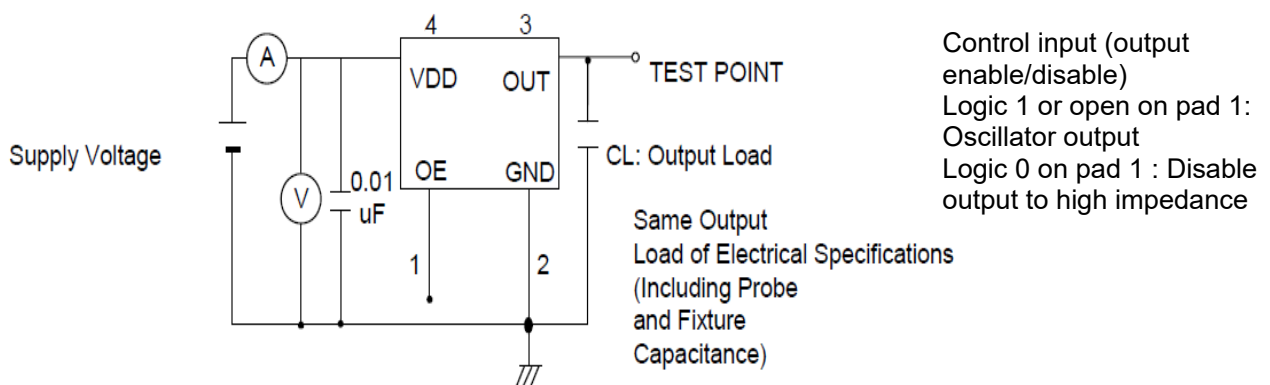 4
3
A
VDD
OUT
TEST POINT
Supply Voltage
CL: Output Load
V
0.01
uF
OE
GND
1
2
Same Output
Load of Electrical Specifications
(Including Probe
and Fixture
Capacitance)
Control input (output
enable/disable)
Logic 1 or open on pad 1:
Oscillator output
Logic 0 on pad 1 : Disable
output to high impedance